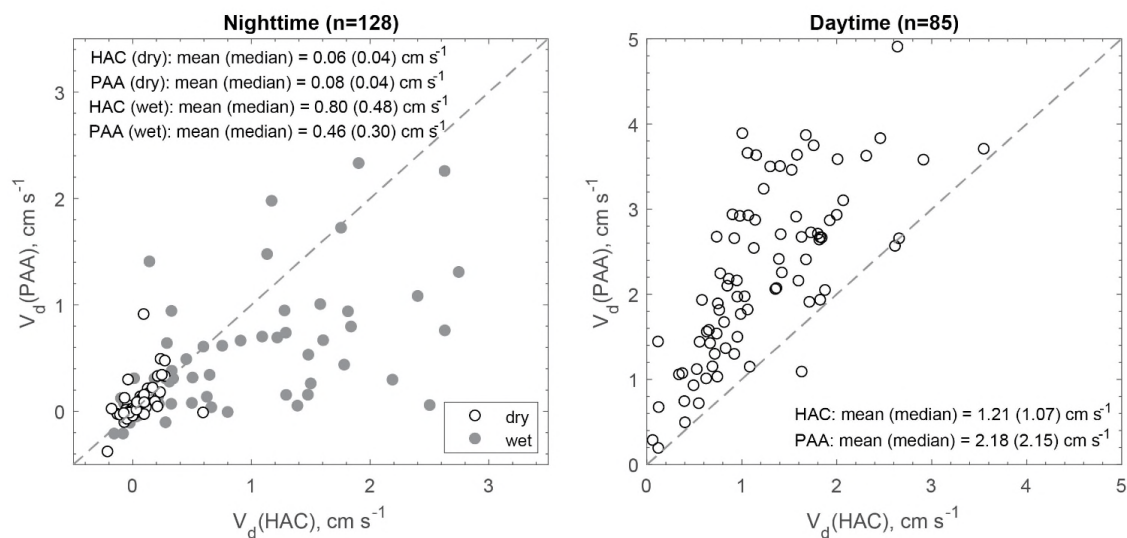 Nighttime (n=128)
HAC (dry): mean (median) = 0.06 (0.04) cm s⁻¹
PAA (dry): mean (median) = 0.08 (0.04) cm s⁻¹
HAC (wet): mean (median) = 0.80 (0.48) cm s⁻¹
PAA (wet): mean (median) = 0.46 (0.30) cm s⁻¹
3
2
1
0
V_d(PAA), cm s⁻¹
dry
wet
0 1 2 3
V_d(HAC), cm s⁻¹
Daytime (n=85)
5
4
3
2
1
0
V_d(PAA), cm s⁻¹
HAC: mean (median) = 1.21 (1.07) cm s⁻¹
PAA: mean (median) = 2.18 (2.15) cm s⁻¹
0 1 2 3 4 5
V_d(HAC), cm s⁻¹